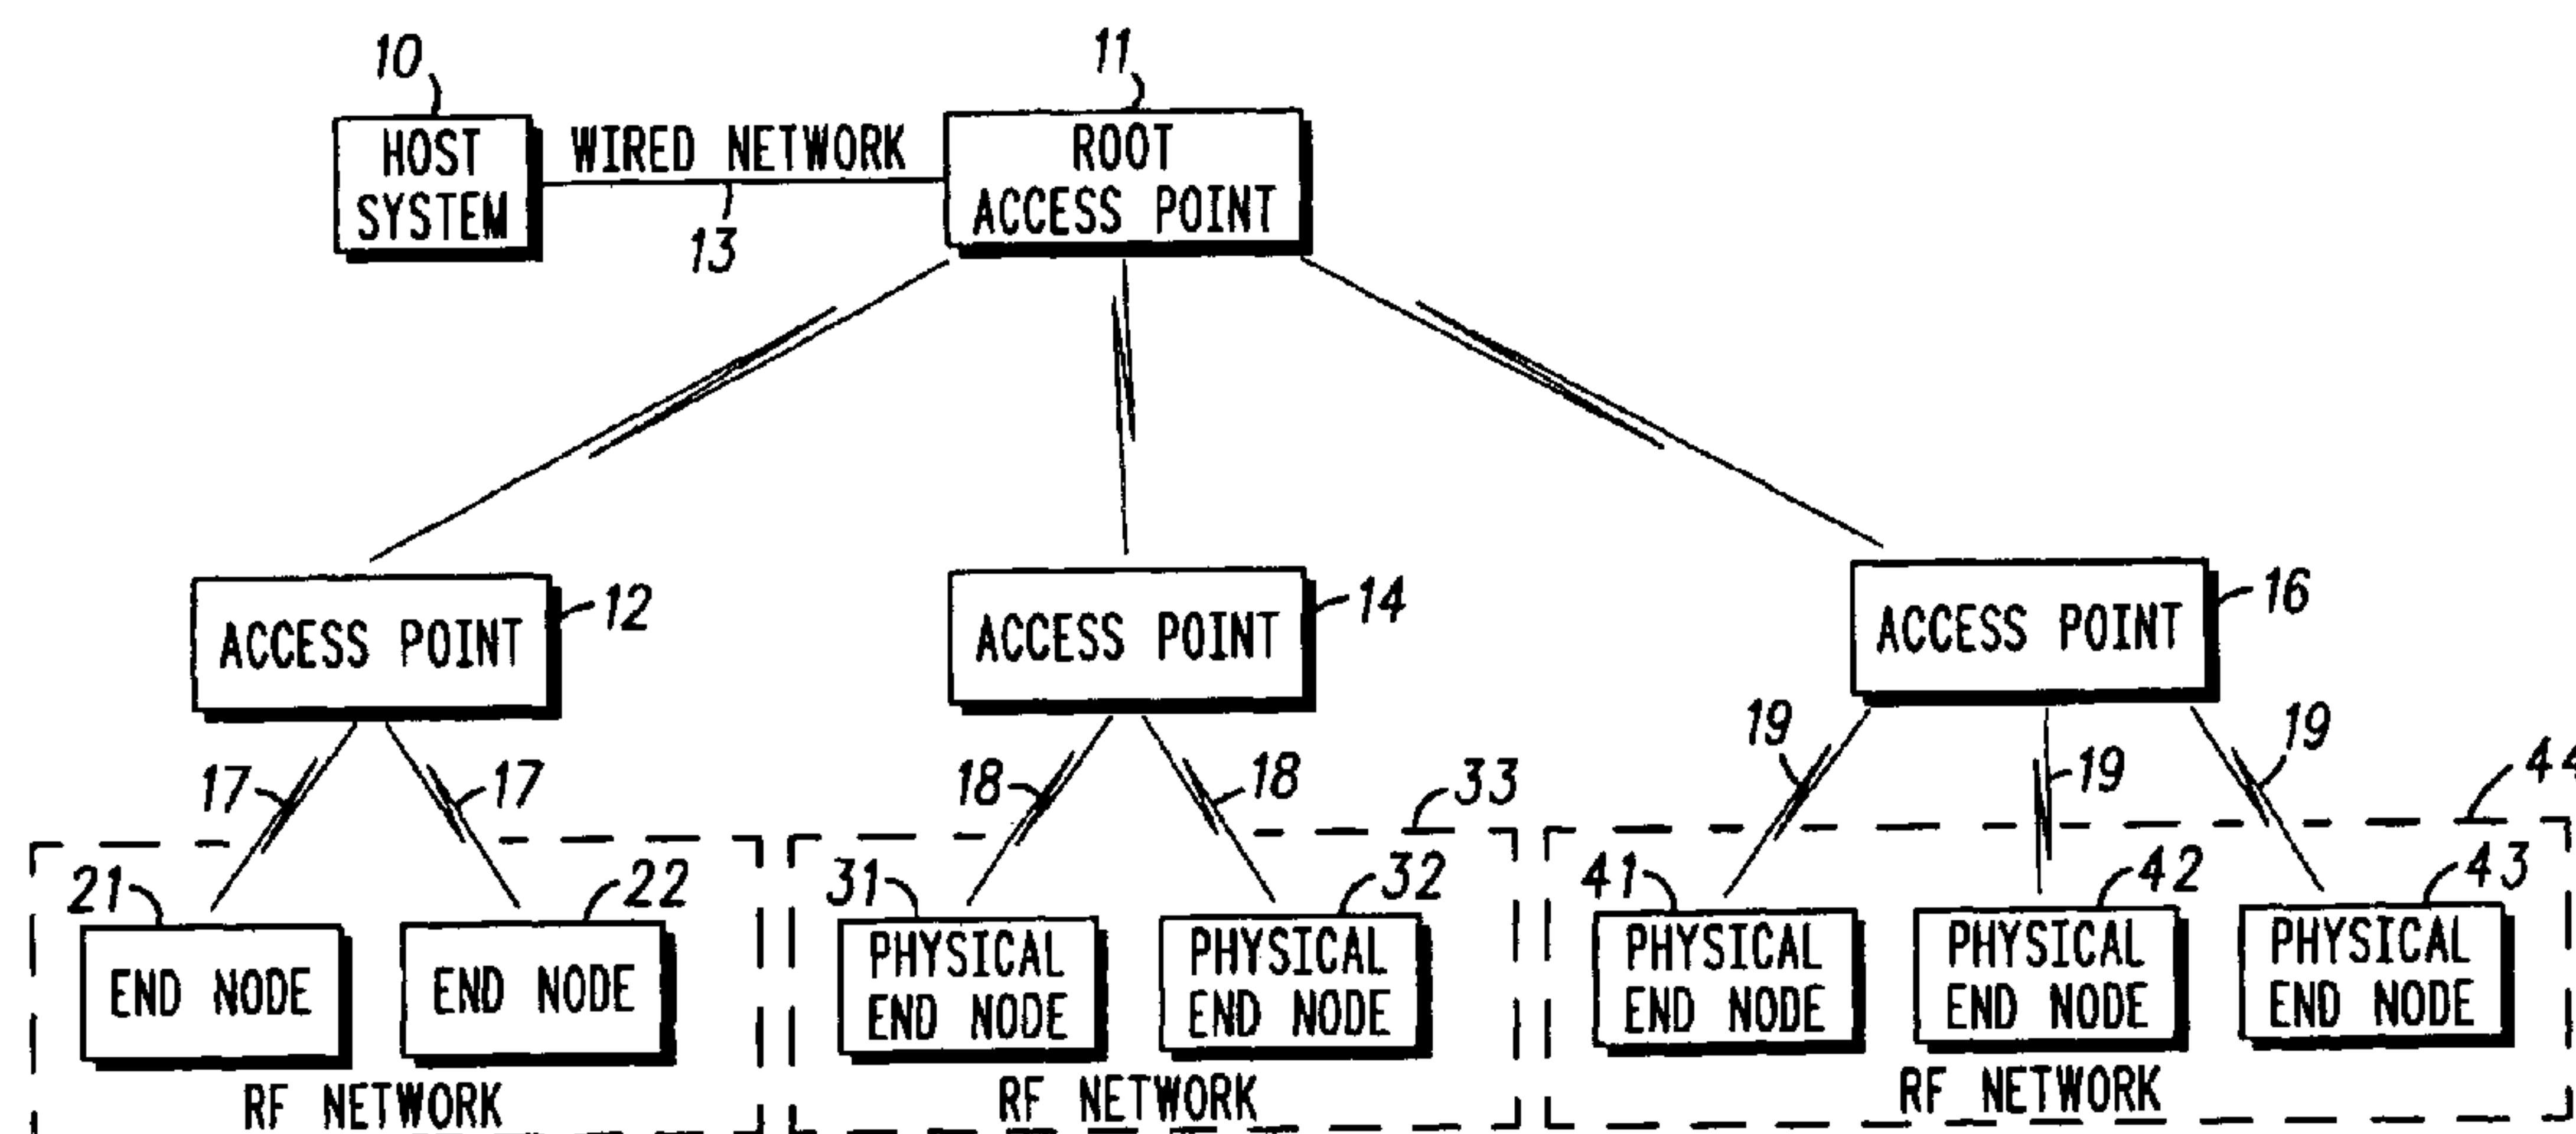 10
11
HOST
SYSTEM
WIRED NETWORK
13
ROOT
ACCESS POINT
ACCESS POINT
12
ACCESS POINT
14
ACCESS POINT
16
17
17
18
18
33
19
19
19
44
21
22
31
32
41
42
43
END NODE
END NODE
PHYSICAL
END NODE
PHYSICAL
END NODE
PHYSICAL
END NODE
PHYSICAL
END NODE
PHYSICAL
END NODE
RF NETWORK
RF NETWORK
RF NETWORK